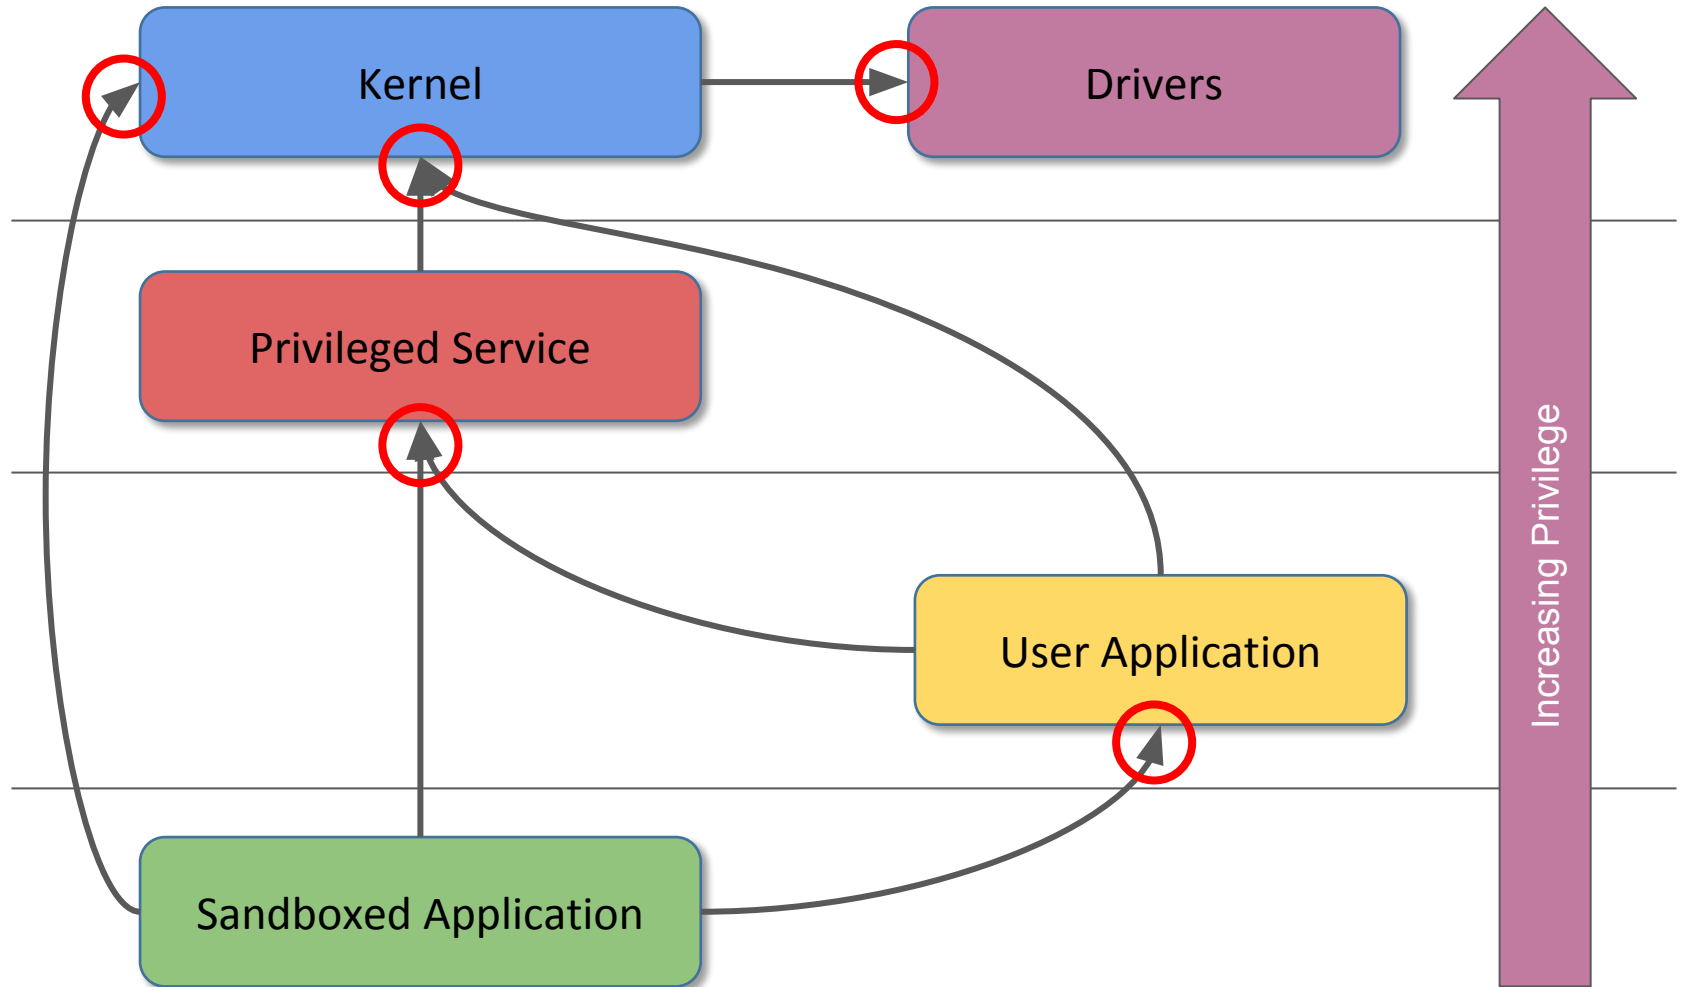 Kernel
Drivers
Privileged Service
Increasing Privilege
User Application
Sandboxed Application